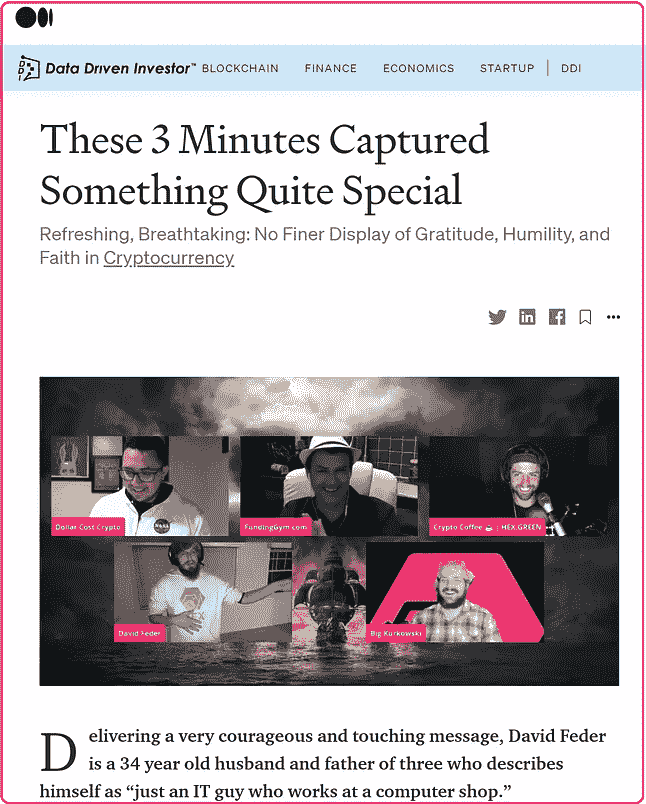 Data Driven Investor™ BLOCKCHAIN FINANCE ECONOMICS STARTUP | DDI
These 3 Minutes Captured
Something Quite Special
Refreshing, Breathtaking: No Finer Display of Gratitude, Humility, and
Faith in Cryptocurrency
Dollar Cost Crypto
FundingGym.com
Crypto Coffee ☕ : HEX.GREEN
David Feder
Big Kurkowski
Delivering a very courageous and touching message, David Feder
is a 34 year old husband and father of three who describes
himself as “just an IT guy who works at a computer shop.”